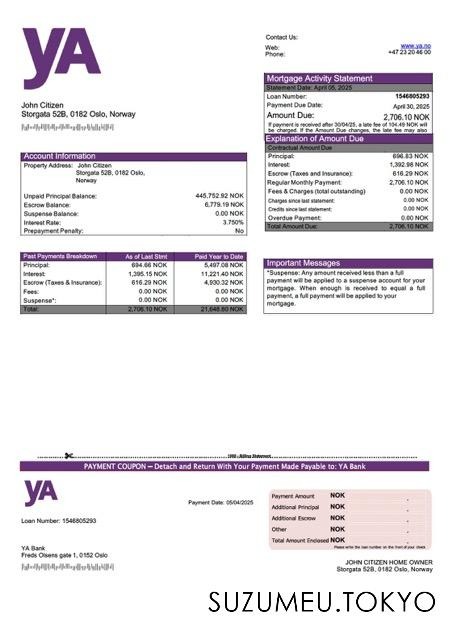 YA
Contact Us:
Web: www.ya.no
Phone: +47 23 20 46 00
John Citizen
Storgata 52B, 0182 Oslo, Norway
Mortgage Activity Statement
Statement Date: April 05, 2025
Loan Number: 1546805293
Payment Due Date: April 30, 2025
Amount Due: 2,706.10 NOK
If payment is received after 30/04/25, a late fee of 104.49 NOK will
be charged. If the Amount Due changes, the late fee may also
Explanation of Amount Due
Contractual Amount Due
Principal: 696.83 NOK
Interest: 1,392.98 NOK
Escrow (Taxes and Insurance): 616.29 NOK
Regular Monthly Payment: 2,706.10 NOK
Fees & Charges (total outstanding) 0.00 NOK
Charges since last statement: 0.00 NOK
Credits since last statement: 0.00 NOK
Overdue Payment: 0.00 NOK
Total Amount Due: 2,706.10 NOK
Account Information
Property Address: John Citizen
Storgata 52B, 0182 Oslo,
Norway
Unpaid Principal Balance: 445,752.92 NOK
Escrow Balance: 6,779.19 NOK
Suspense Balance: 0.00 NOK
Interest Rate: 3.750%
Prepayment Penalty: No
Past Payments Breakdown As of Last Stmt Paid Year to Date
Principal: 694.66 NOK 5,497.08 NOK
Interest: 1,395.15 NOK 11,221.40 NOK
Escrow (Taxes & Insurance): 616.29 NOK 4,930.32 NOK
Fees: 0.00 NOK 0.00 NOK
Suspense*: 0.00 NOK 0.00 NOK
Total: 2,706.10 NOK 21,648.80 NOK
Important Messages
*Suspense: Any amount received less than a full
payment will be applied to a suspense account for your
mortgage. When enough is received to equal a full
payment, a full payment will be applied to your
mortgage.
Billing Statement
PAYMENT COUPON – Detach and Return With Your Payment Made Payable to: YA Bank
YA
Payment Date: 05/04/2025
Loan Number: 1546805293
Payment Amount NOK
Additional Principal NOK
Additional Escrow NOK
Other NOK
Total Amount Enclosed NOK
Please write the loan number on the front of your check
YA Bank
Freds Olsens gate 1, 0152 Oslo
JOHN CITIZEN HOME OWNER
Storgata 52B, 0182 Oslo, Norway
SUZUMEU.TOKYO